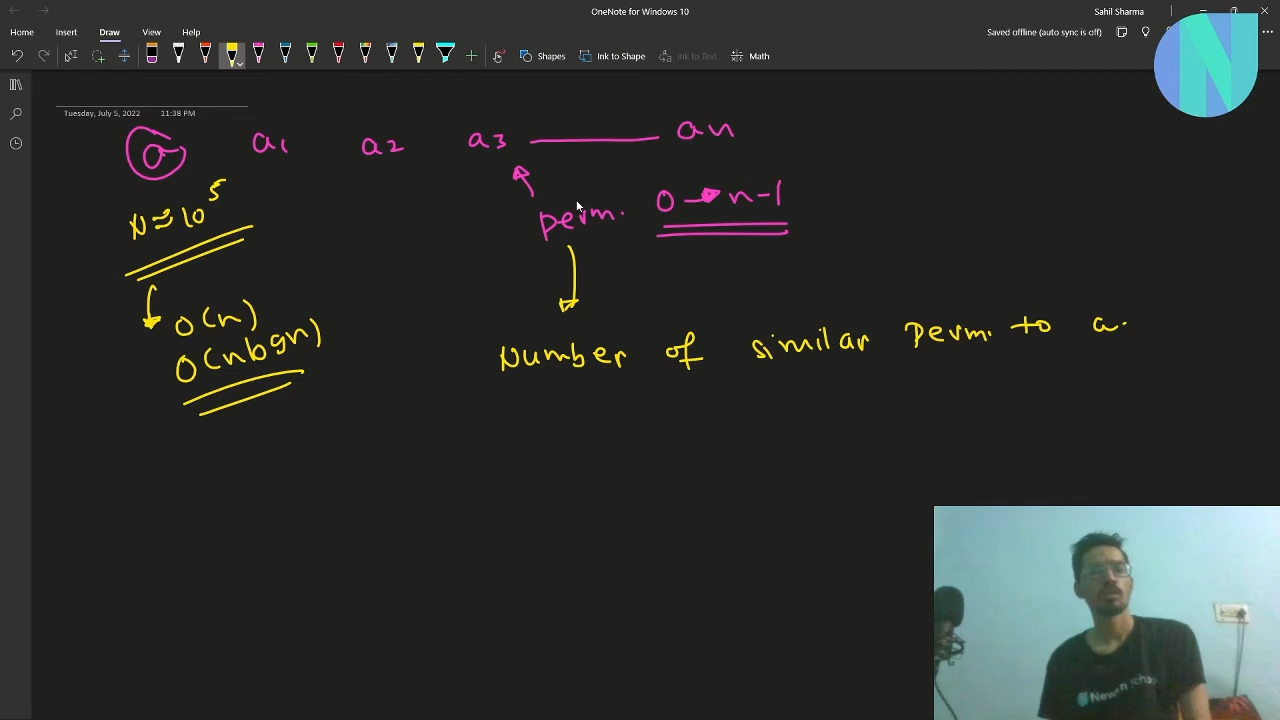 OneNote for Windows 10
Sahil Sharma
Home Insert Draw View Help
Saved offline (auto sync is off)
Shapes Ink to Shape Ink to Text Math
Tuesday, July 5, 2022 11:38 PM
a a1 a2 a3 an
N ≈ 10^5
perm. 0 → n-1
O(n)
O(nlogn)
Number of similar Perm. to a.
N